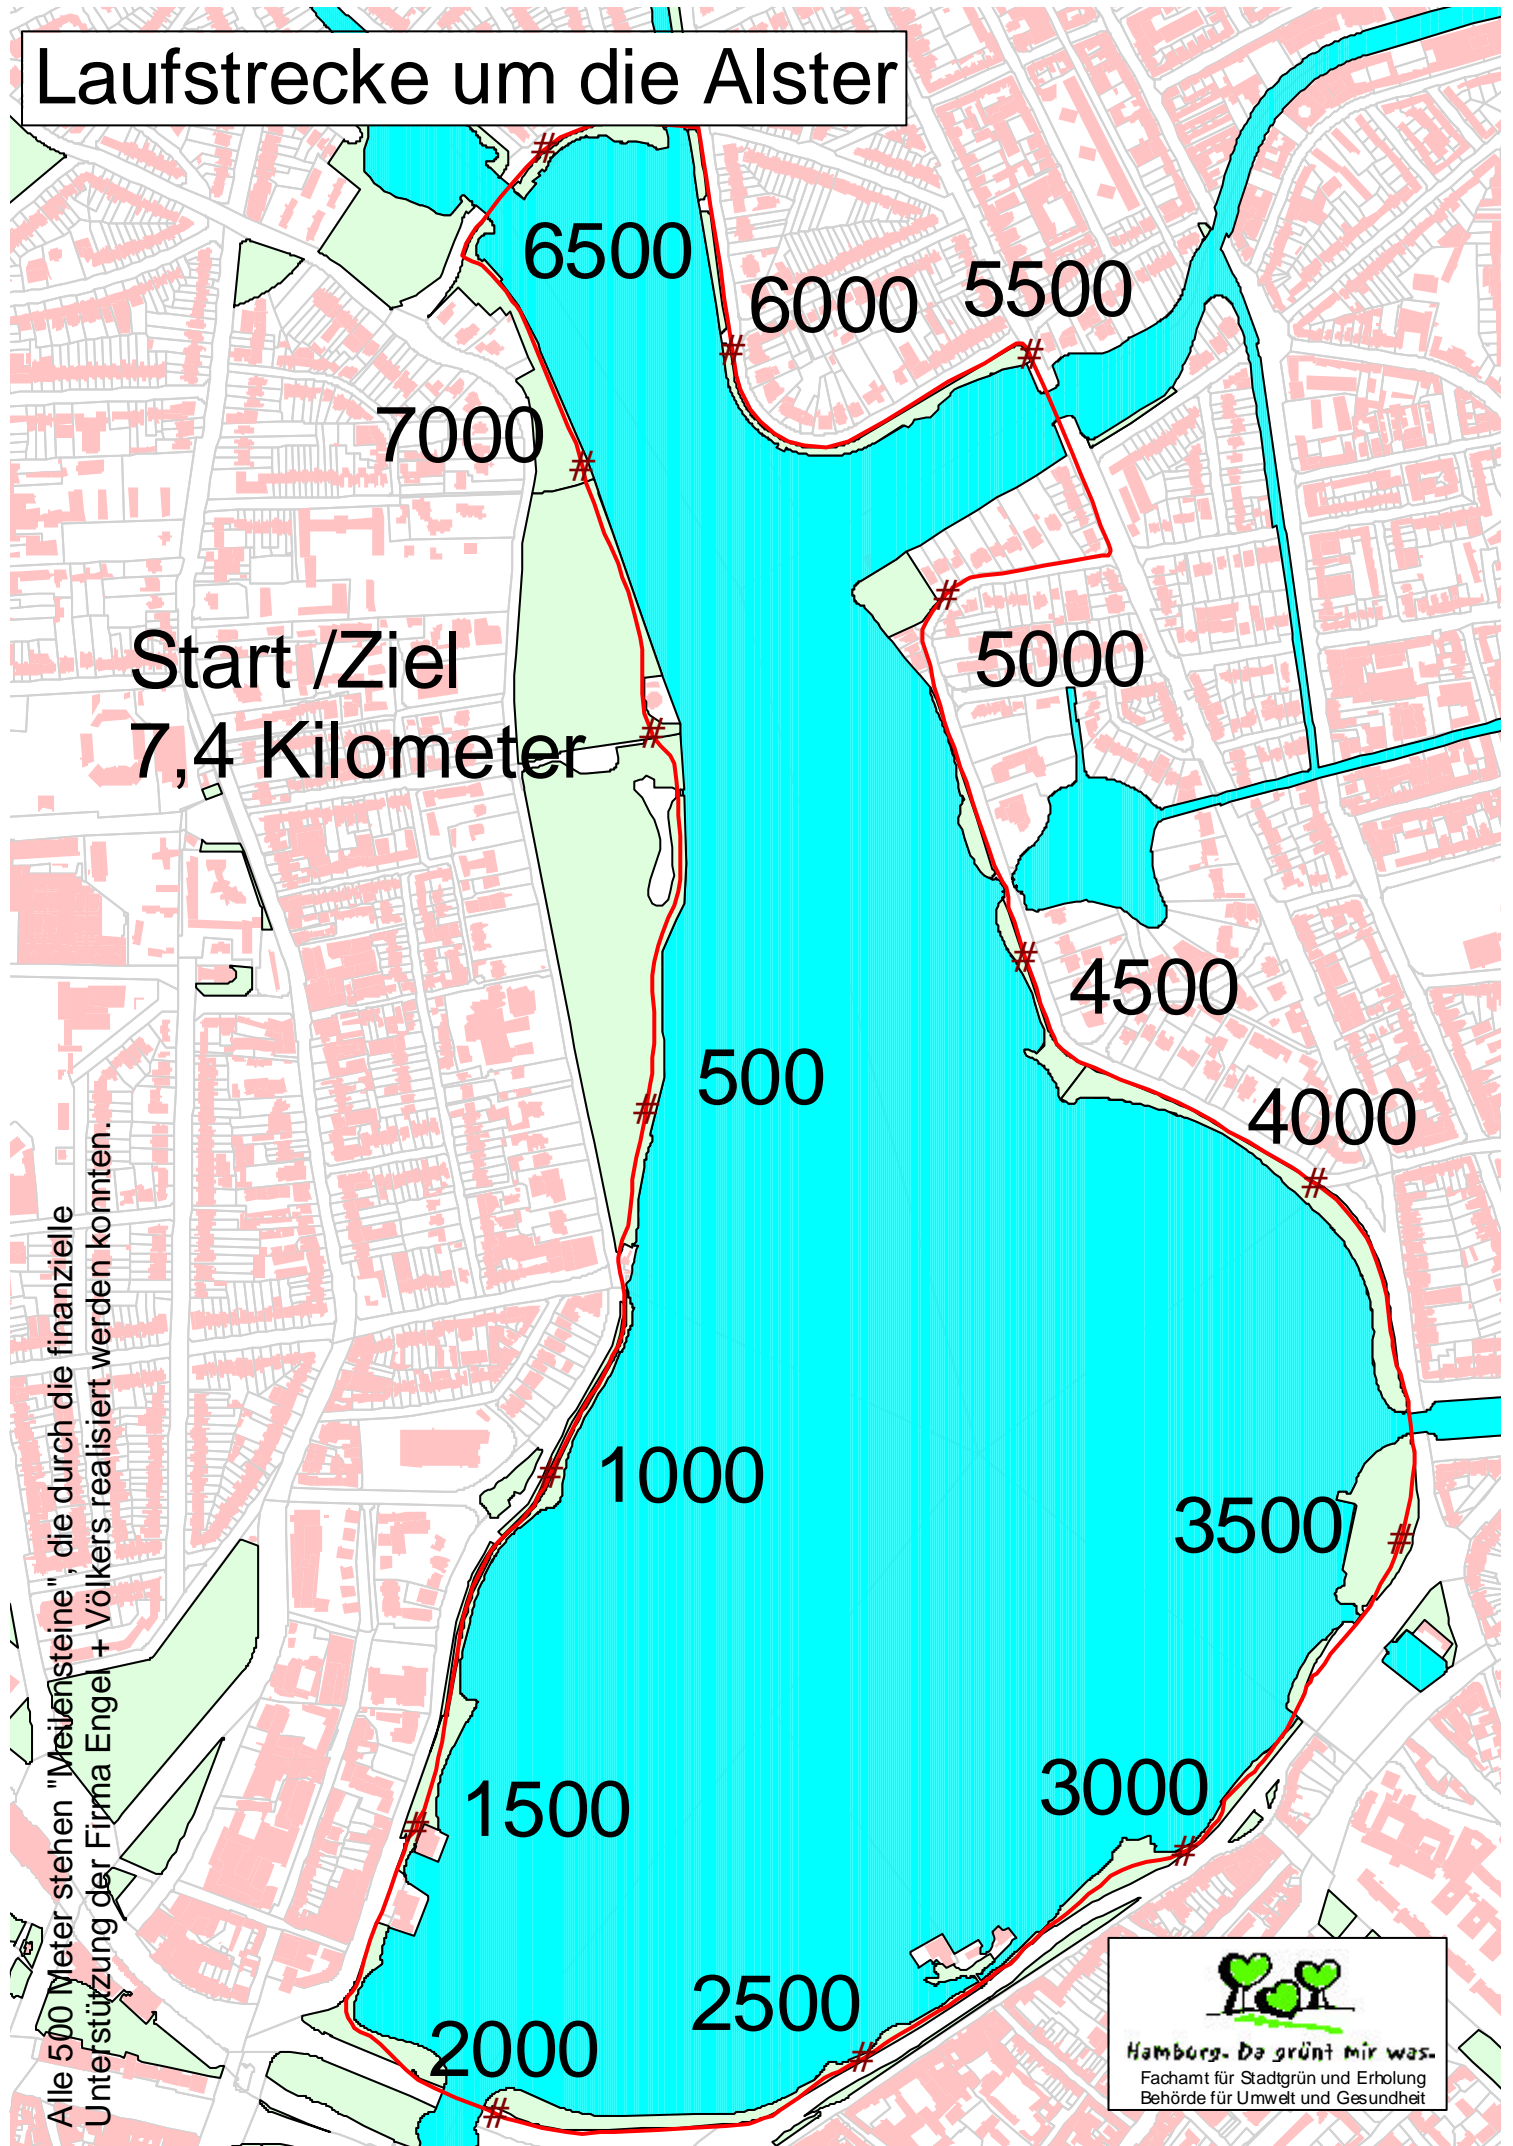 Laufstrecke um die Alster
6500
6000
5500
7000
Start /Ziel
7,4 Kilometer
5000
4500
500
4000
1000
3500
1500
3000
2500
2000
Alle 500 Meter stehen "Meilensteine", die durch die finanzielle
Unterstützung der Firma Engel + Völkers realisiert werden konnten.
Hamburg. Da grünt mir was.
Fachamt für Stadtgrün und Erholung
Behörde für Umwelt und Gesundheit